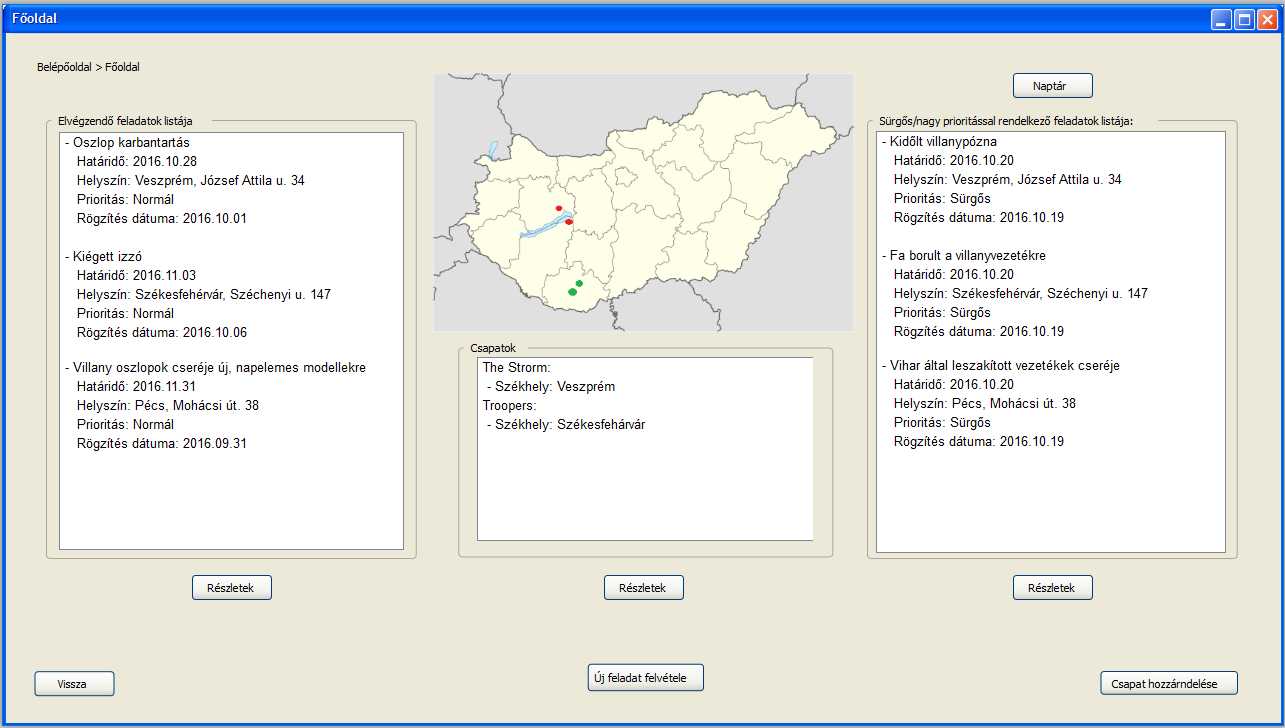 Főoldal
Belépőoldal > Főoldal
Naptár
Elvégzendő feladatok listája
- Oszlop karbantartás
Határidő: 2016.10.28
Helyszín: Veszprém, József Attila u. 34
Prioritás: Normál
Rögzítés dátuma: 2016.10.01
- Kiégett izzó
Határidő: 2016.11.03
Helyszín: Székesfehérvár, Széchenyi u. 147
Prioritás: Normál
Rögzítés dátuma: 2016.10.06
- Villany oszlopok cseréje új, napelemes modellekre
Határidő: 2016.11.31
Helyszín: Pécs, Mohácsi út. 38
Prioritás: Normál
Rögzítés dátuma: 2016.09.31
Részletek
Csapatok
The Strorm:
- Székhely: Veszprém
Troopers:
- Székhely: Székesfehárvár
Részletek
Sürgős/nagy prioritással rendelkező feladatok listája:
- Kidőlt villanypózna
Határidő: 2016.10.20
Helyszín: Veszprém, József Attila u. 34
Prioritás: Sürgős
Rögzítés dátuma: 2016.10.19
- Fa borult a villanyvezetékre
Határidő: 2016.10.20
Helyszín: Székesfehérvár, Széchenyi u. 147
Prioritás: Sürgős
Rögzítés dátuma: 2016.10.19
- Vihar által leszakított vezetékek cseréje
Határidő: 2016.10.20
Helyszín: Pécs, Mohácsi út. 38
Prioritás: Sürgős
Rögzítés dátuma: 2016.10.19
Részletek
Vissza
Új feladat felvétele
Csapat hozzárndelése